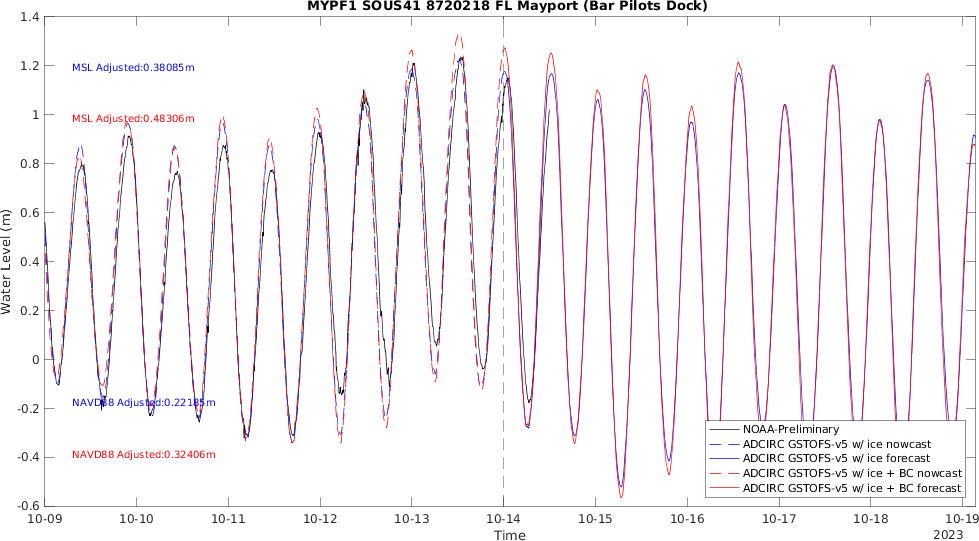 MYPF1 SOUS41 8720218 FL Mayport (Bar Pilots Dock)
1.4
1.2
1
0.8
0.6
0.4
0.2
0
-0.2
-0.4
-0.6
Water Level (m)
MSL Adjusted:0.38085m
MSL Adjusted:0.48306m
NAVD88 Adjusted:0.22185m
NAVD88 Adjusted:0.32406m
NOAA-Preliminary
ADCIRC GSTOFS-v5 w/ ice nowcast
ADCIRC GSTOFS-v5 w/ ice forecast
ADCIRC GSTOFS-v5 w/ ice + BC nowcast
ADCIRC GSTOFS-v5 w/ ice + BC forecast
10-09 10-10 10-11 10-12 10-13 10-14 10-15 10-16 10-17 10-18 10-19
Time
2023